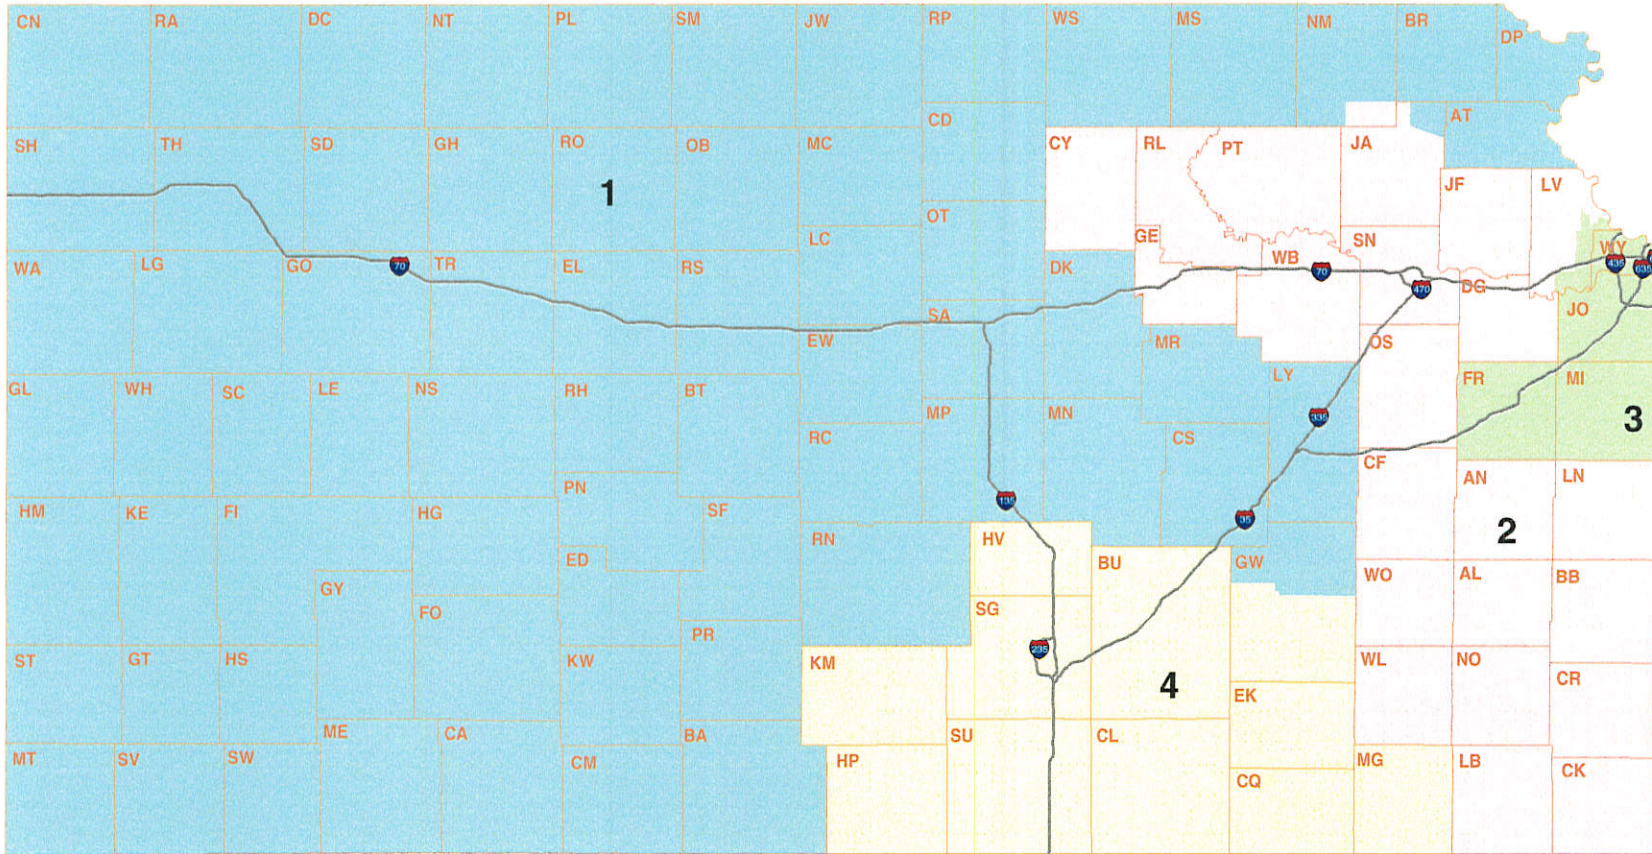 CN RA DC NT PL SM JW RP WS MS NM BR DP
CD AT
SH TH SD GH RO OB MC CY RL PT JA
1
JF LV
OT
LC GE SN WY
WA LG GO 70 TR EL RS DK WB 70 435 635
470 DG
SA JO
EW MR OS
GL WH SC LE NS RH BT LY FR MI
MP MN 335 3
RC CS
CF
PN AN LN
HM KE FI HG SF 135 35 2
RN HV
ED BU GW
GY WO AL BB
FO SG
PR 235
ST GT HS KW KM WL NO
4 EK CR
ME CA BA SU CL
MT SV SW CM HP MG LB CK
CQ